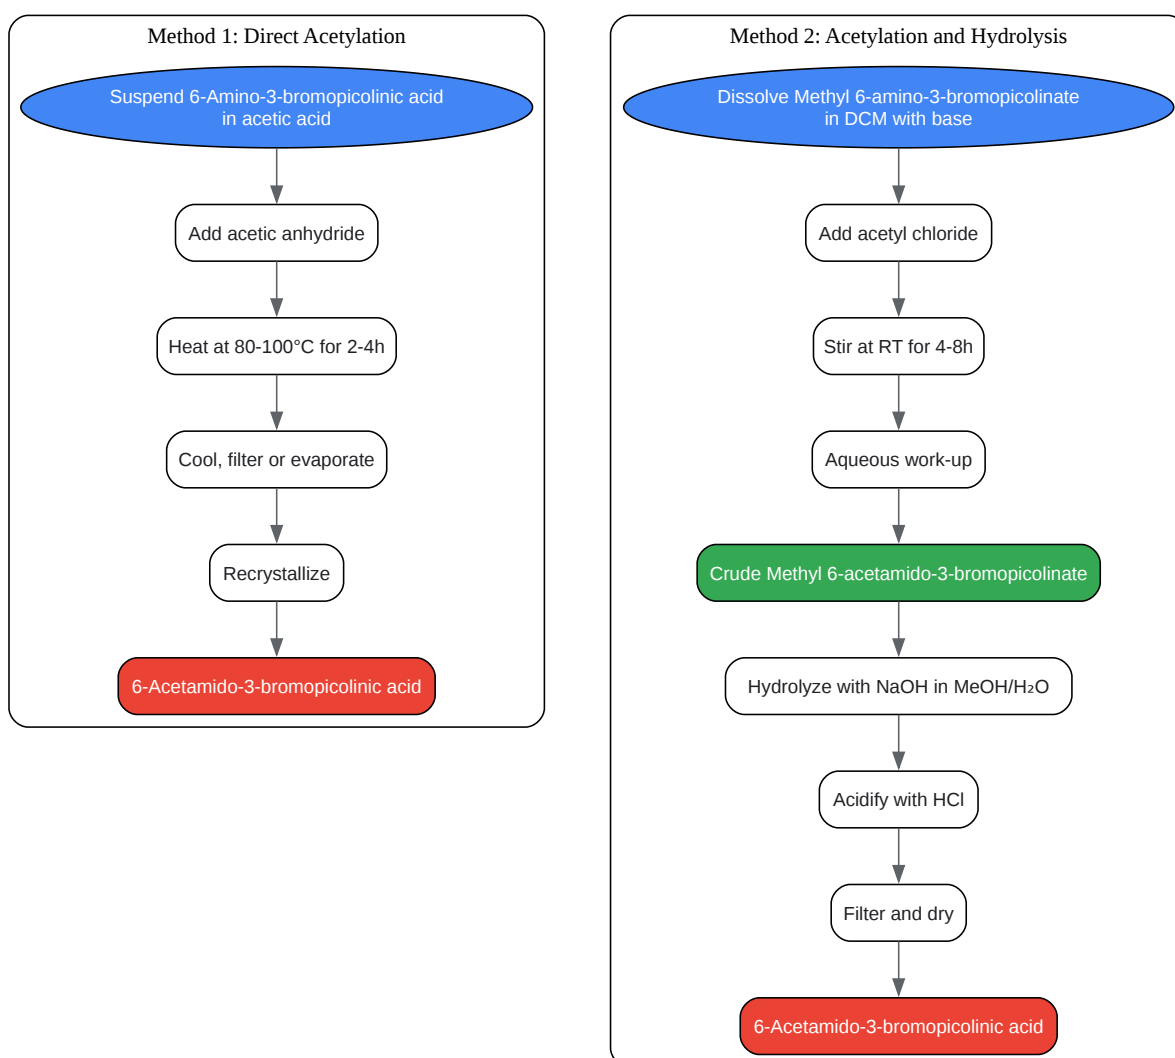 Method 1: Direct Acetylation
Suspend 6-Amino-3-bromopicolinic acid
in acetic acid
Add acetic anhydride
Heat at 80-100°C for 2-4h
Cool, filter or evaporate
Recrystallize
6-Acetamido-3-bromopicolinic acid
Method 2: Acetylation and Hydrolysis
Dissolve Methyl 6-amino-3-bromopicolinate
in DCM with base
Add acetyl chloride
Stir at RT for 4-8h
Aqueous work-up
Crude Methyl 6-acetamido-3-bromopicolinate
Hydrolyze with NaOH in MeOH/H₂O
Acidify with HCl
Filter and dry
6-Acetamido-3-bromopicolinic acid